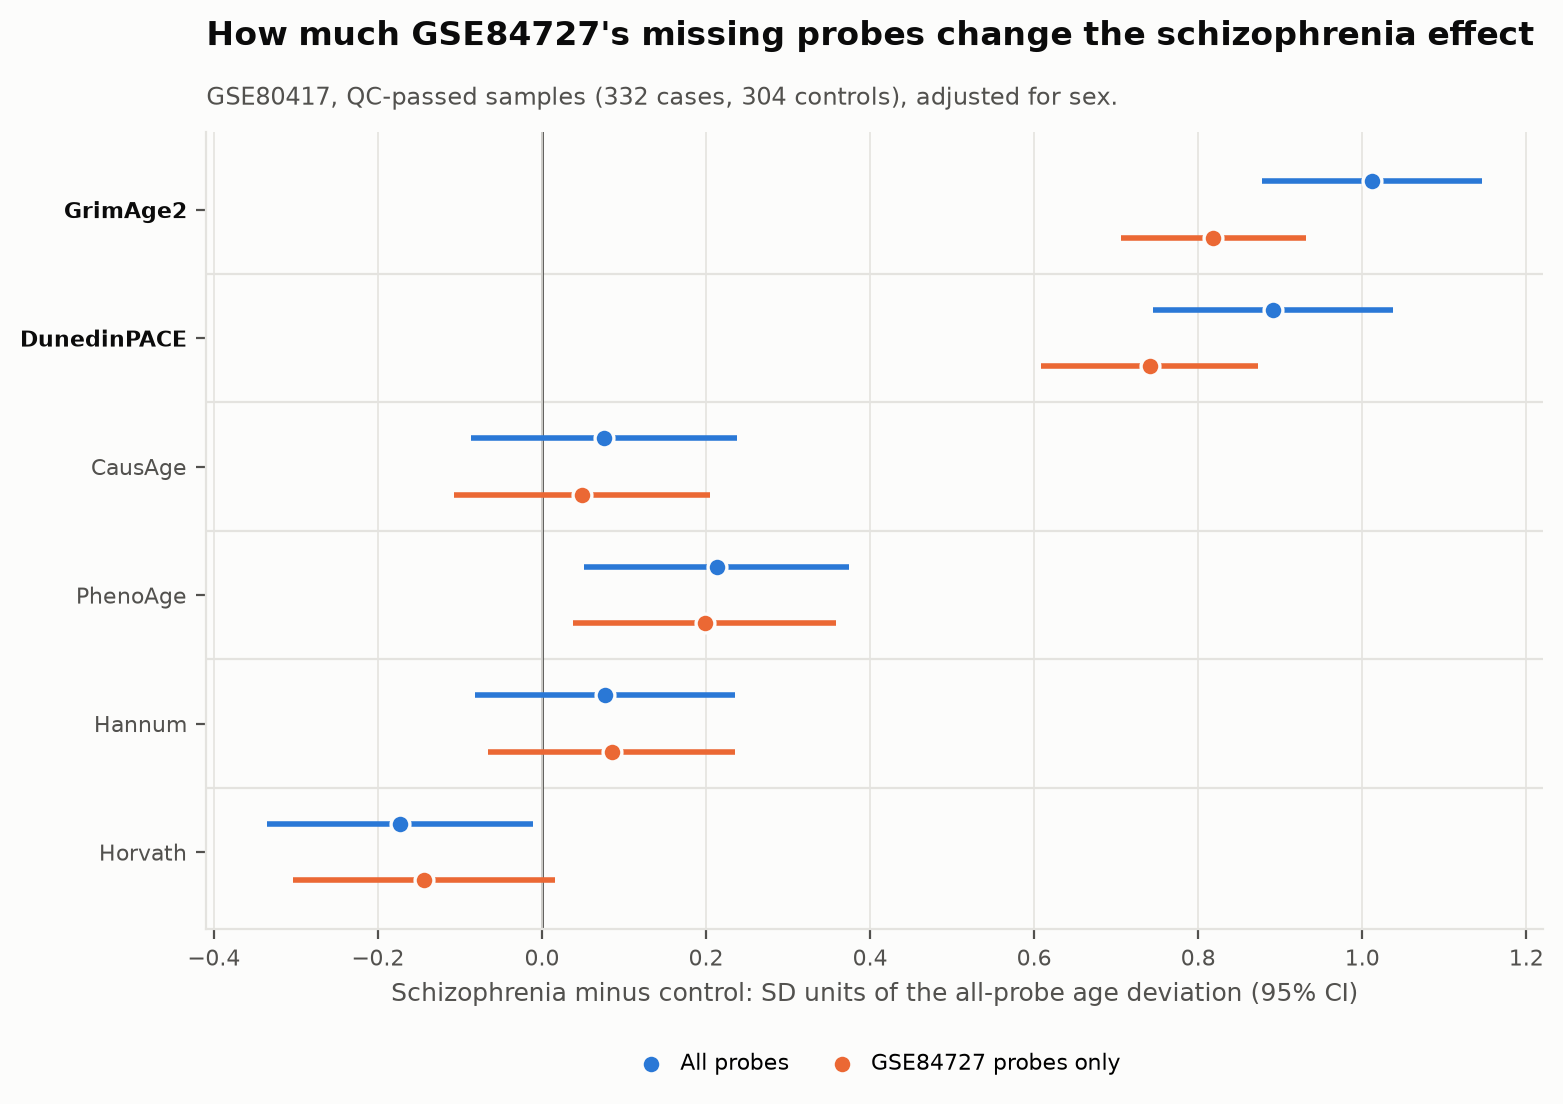 How much GSE84727's missing probes change the schizophrenia effect
GSE80417, QC-passed samples (332 cases, 304 controls), adjusted for sex.
GrimAge2
DunedinPACE
CausAge
PhenoAge
Hannum
Horvath
−0.4 −0.2 0.0 0.2 0.4 0.6 0.8 1.0 1.2
Schizophrenia minus control: SD units of the all-probe age deviation (95% CI)
All probes GSE84727 probes only